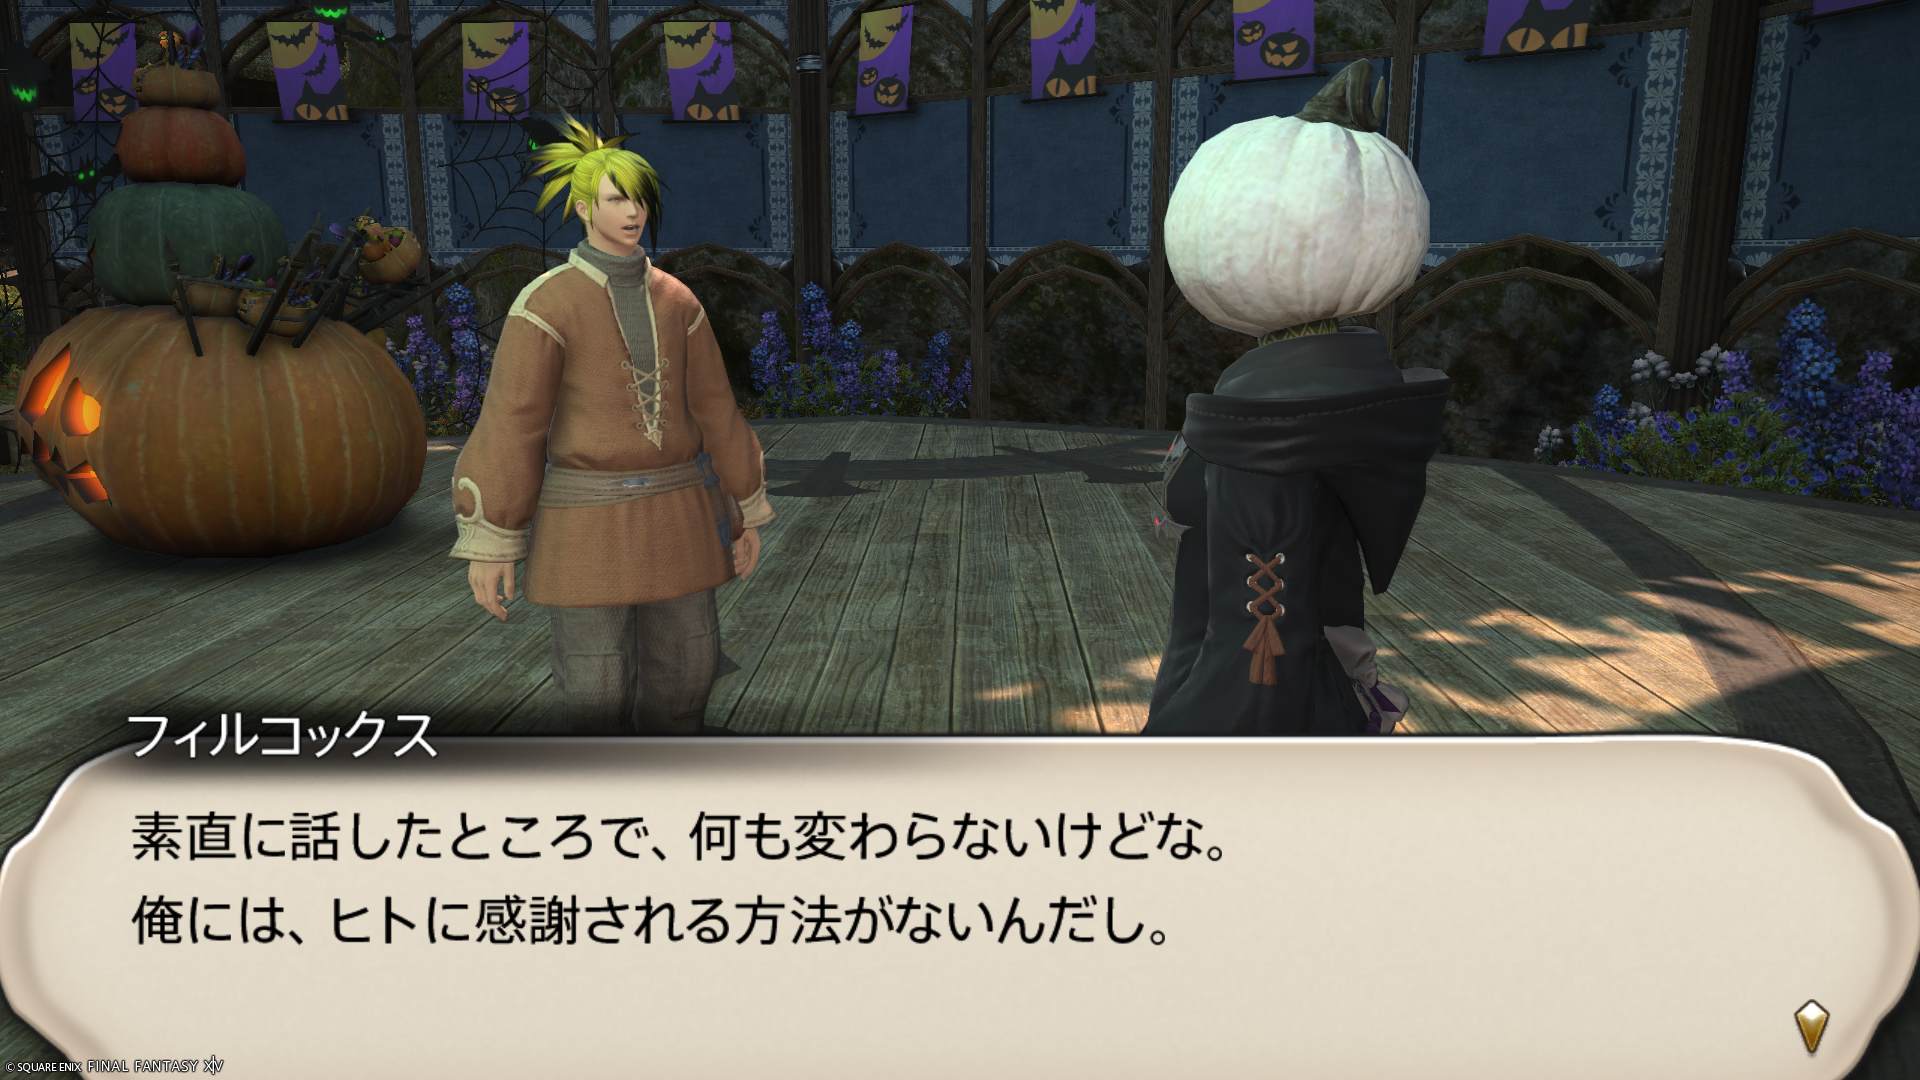 フィルコックス
素直に話したところで、何も変わらないけどな。
俺には、ヒトに感謝される方法がないんだし。
© SQUARE ENIX FINAL FANTASY XIV